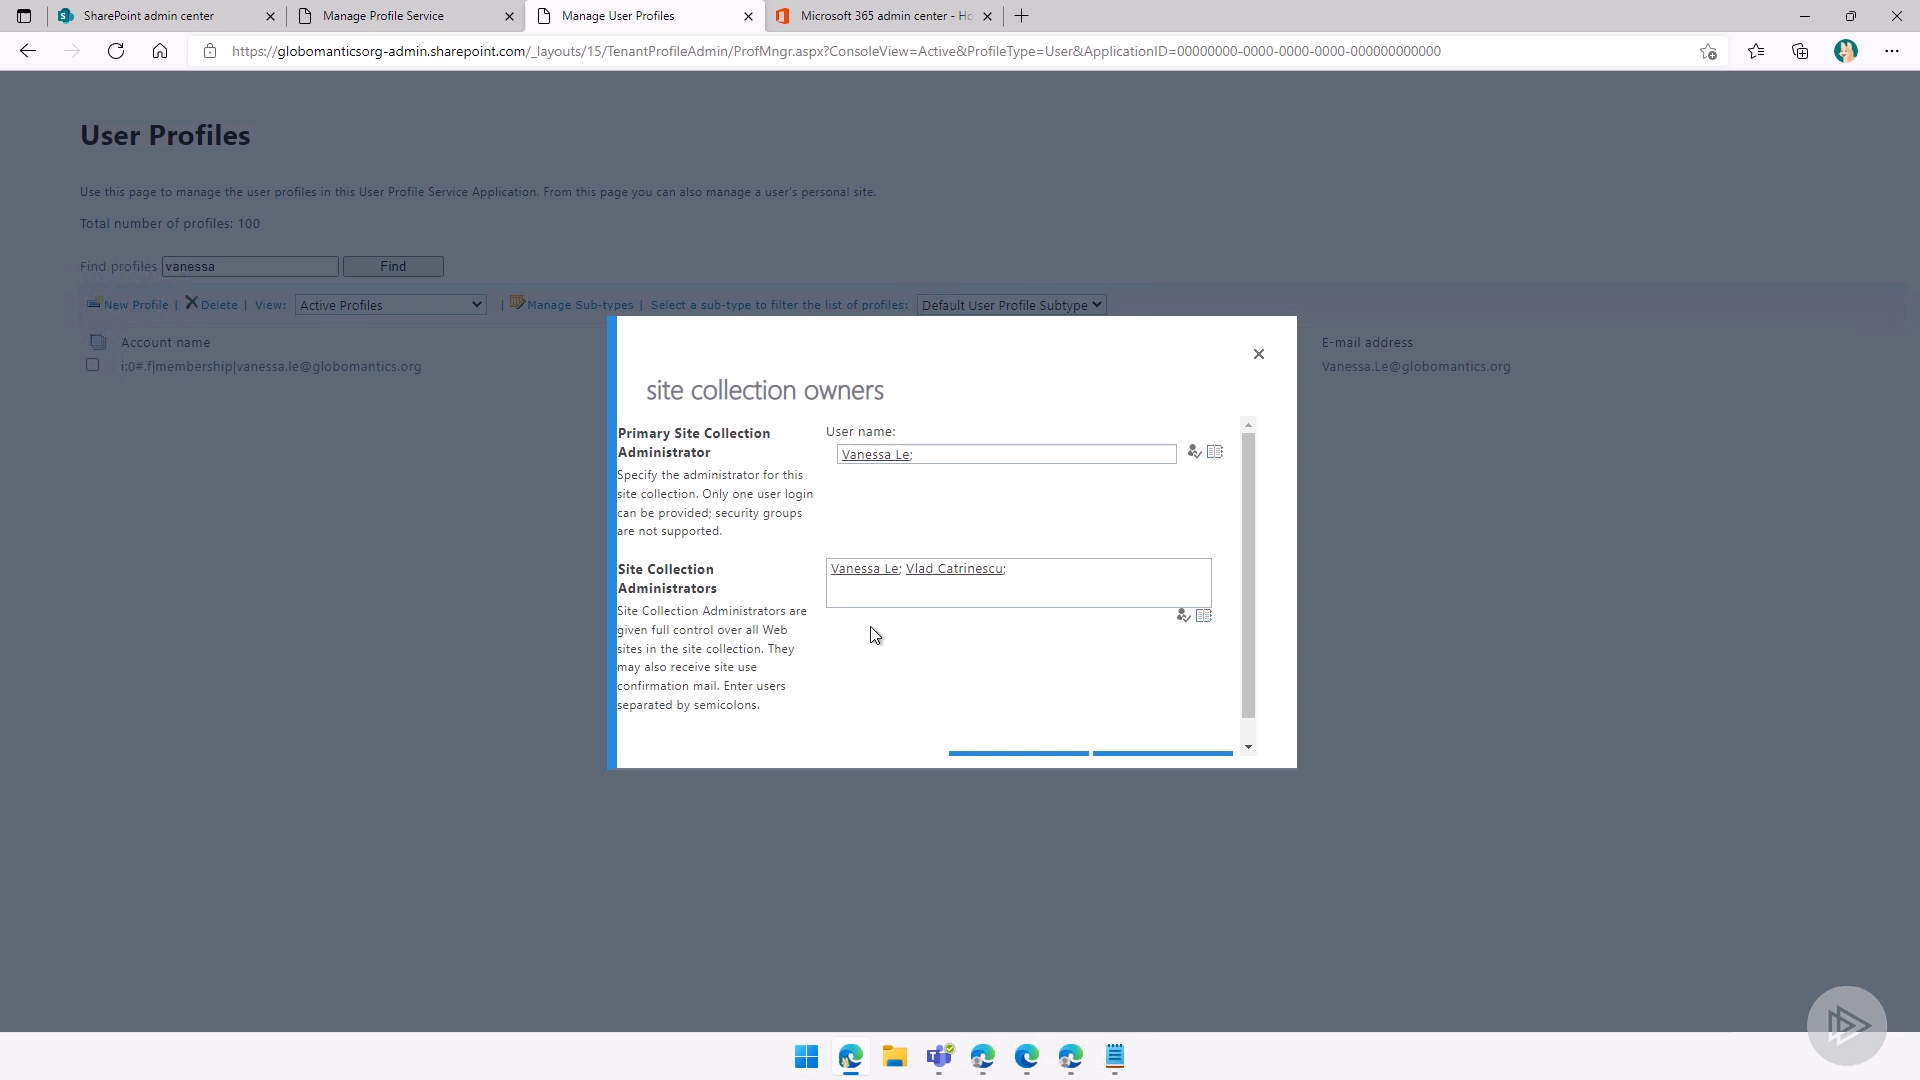 SharePoint admin center
Manage Profile Service
Manage User Profiles
Microsoft 365 admin center - Ho
https://globomanticsorg-admin.sharepoint.com/_layouts/15/TenantProfileAdmin/ProfMngr.aspx?ConsoleView=Active&ProfileType=User&ApplicationID=00000000-0000-0000-0000-000000000000
User Profiles
Use this page to manage the user profiles in this User Profile Service Application. From this page you can also manage a user's personal site.
Total number of profiles: 100
Find profiles vanessa Find
New Profile | Delete | View: Active Profiles | Manage Sub-types | Select a sub-type to filter the list of profiles: Default User Profile Subtype
Account name
E-mail address
i:0#.f|membership|vanessa.le@globomantics.org
Vanessa.Le@globomantics.org
site collection owners
Primary Site Collection
Administrator
Specify the administrator for this
site collection. Only one user login
can be provided; security groups
are not supported.
User name:
Vanessa Le;
Site Collection
Administrators
Site Collection Administrators are
given full control over all Web
sites in the site collection. They
may also receive site use
confirmation mail. Enter users
separated by semicolons.
Vanessa Le; Vlad Catrinescu;